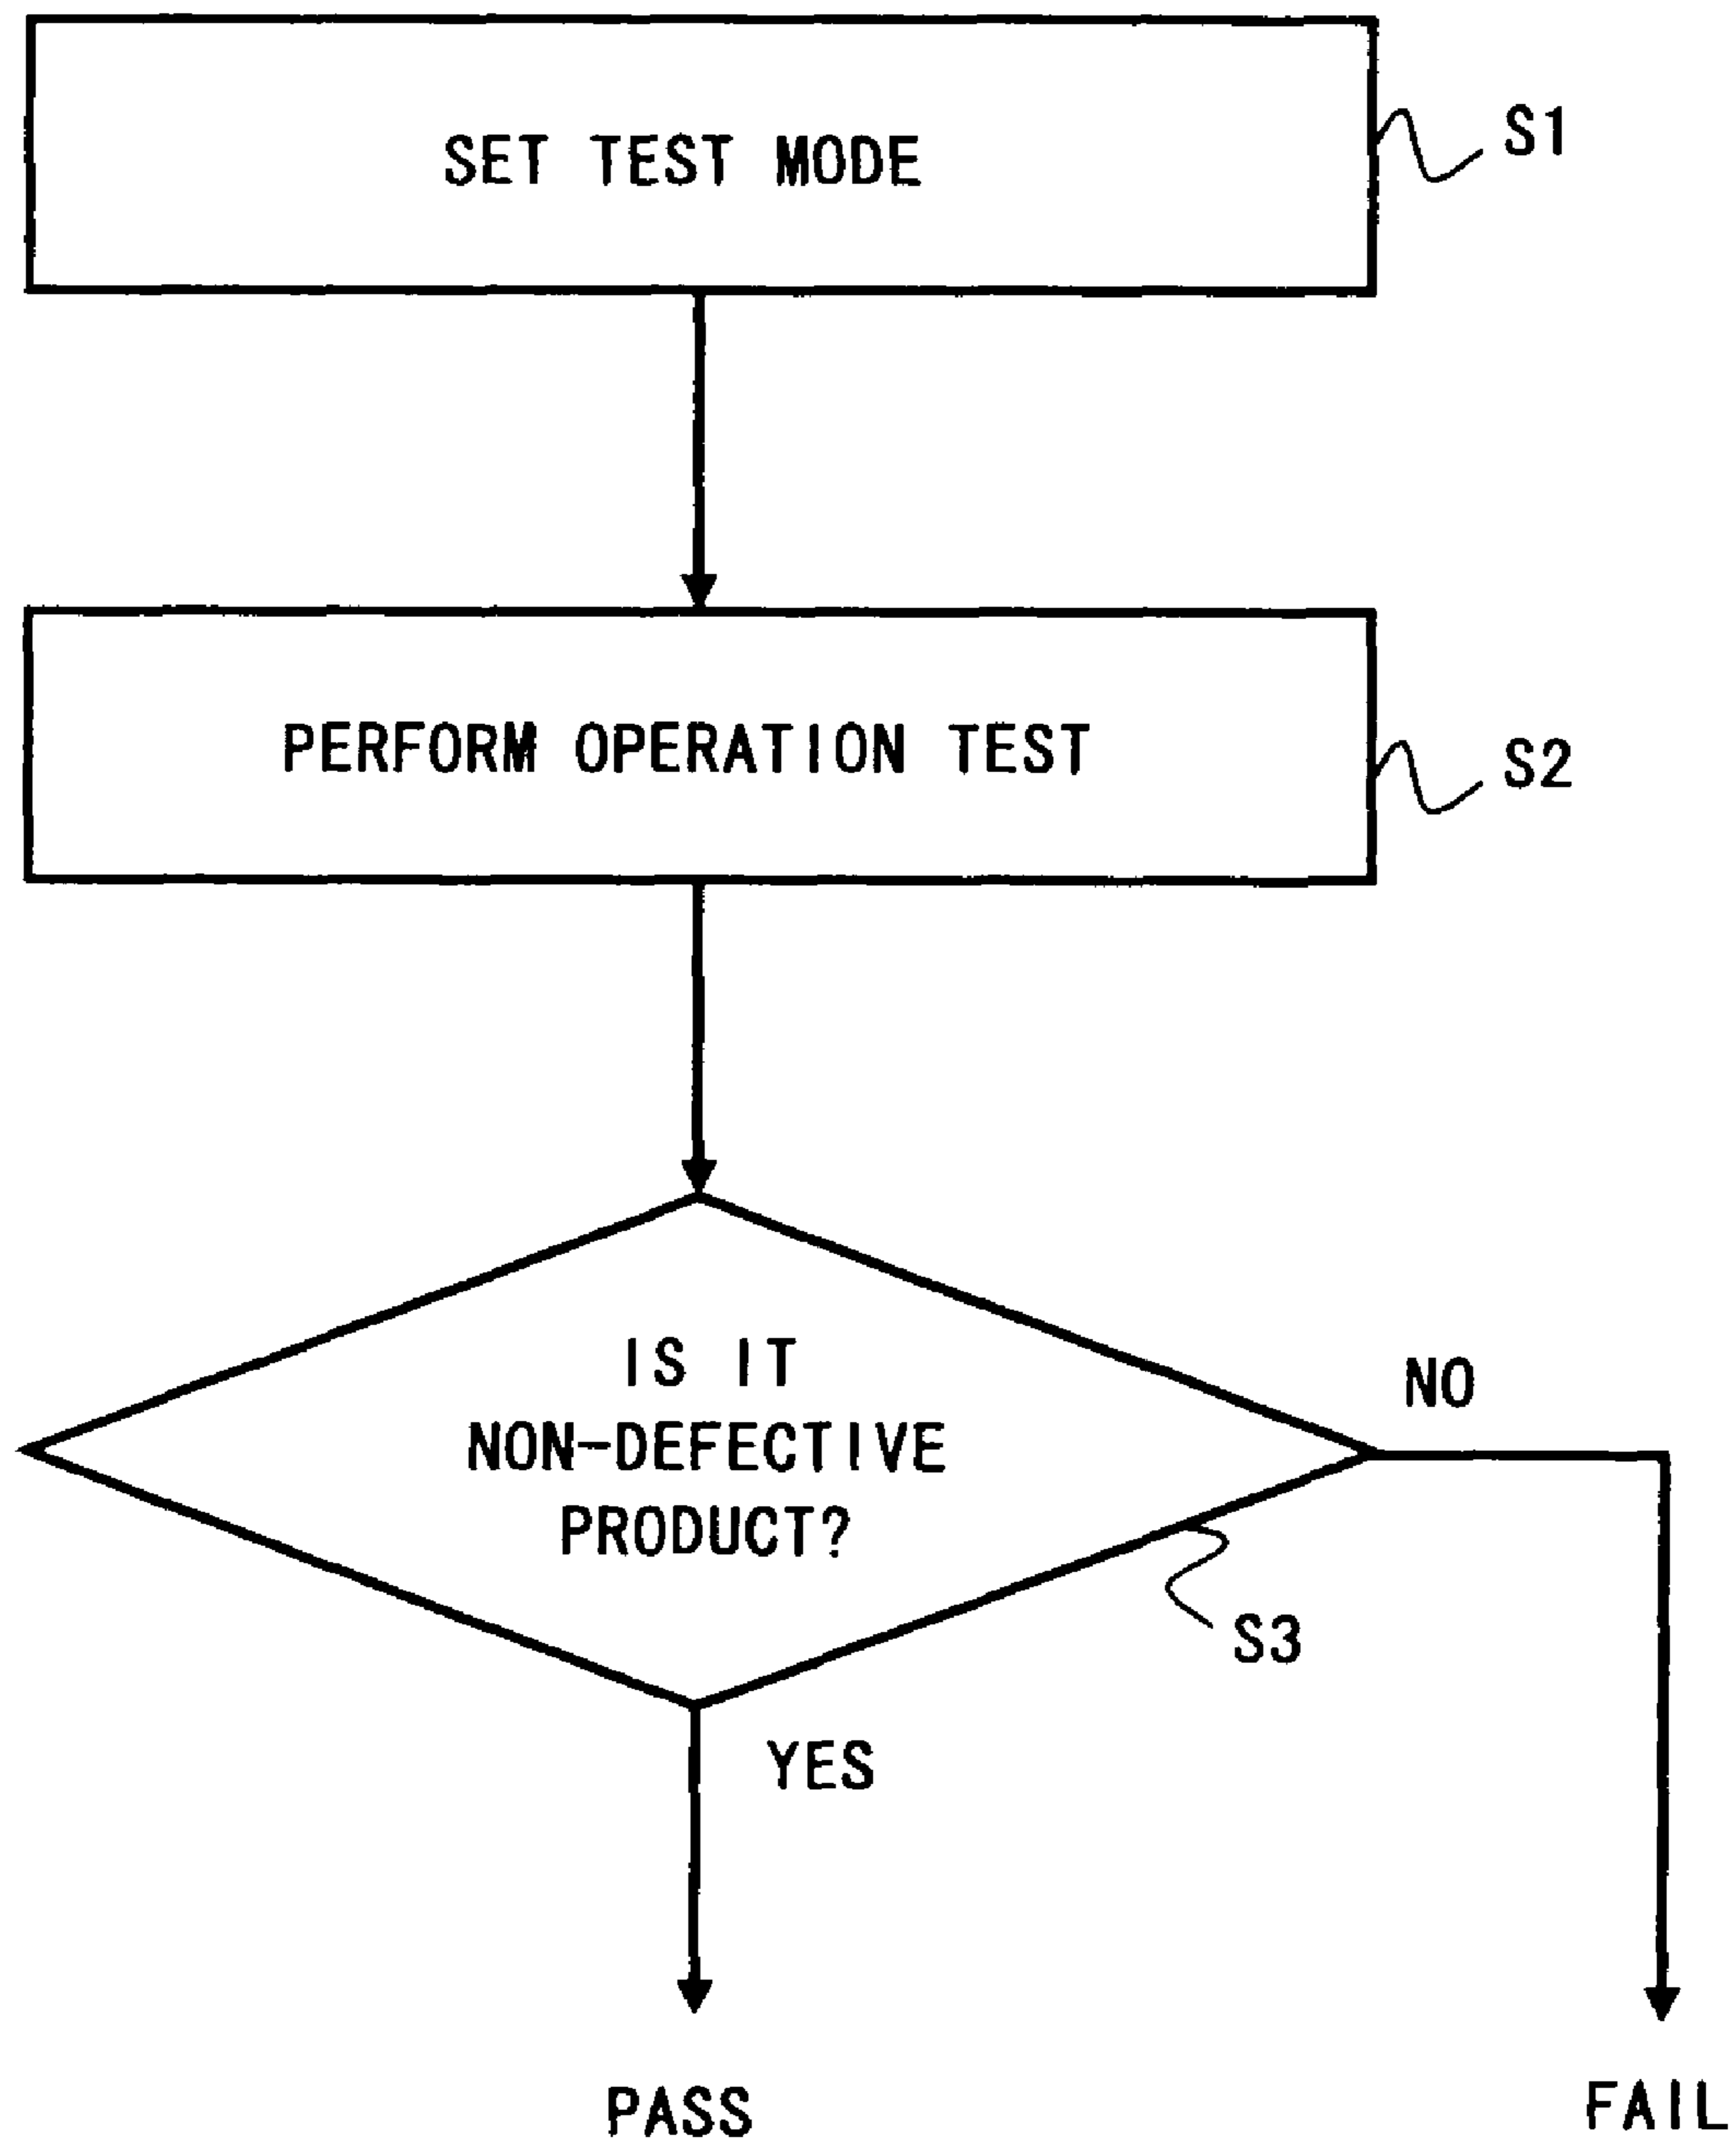 SET TEST MODE
S1
PERFORM OPERATION TEST
S2
IS IT
NON-DEFECTIVE
PRODUCT?
NO
S3
YES
PASS
FAIL